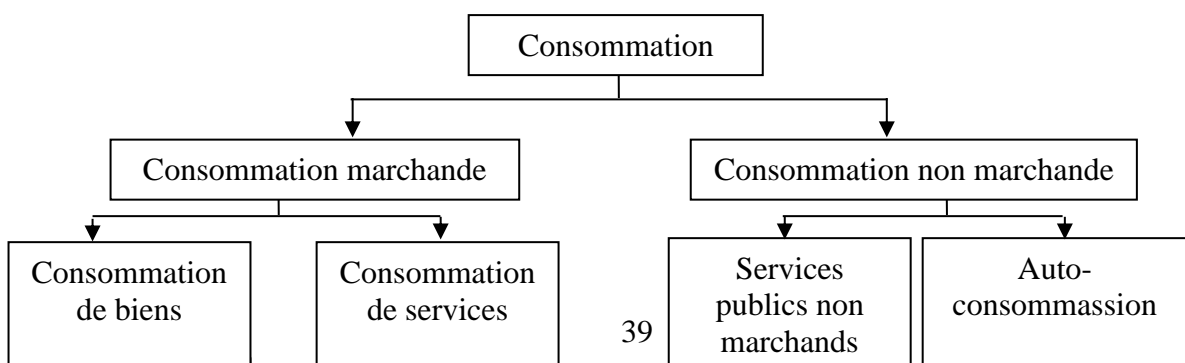 Consommation
Consommation marchande
Consommation non marchande
Consommation
de biens
Consommation
de services
Services
publics non
marchands
Auto-
consommassion
39